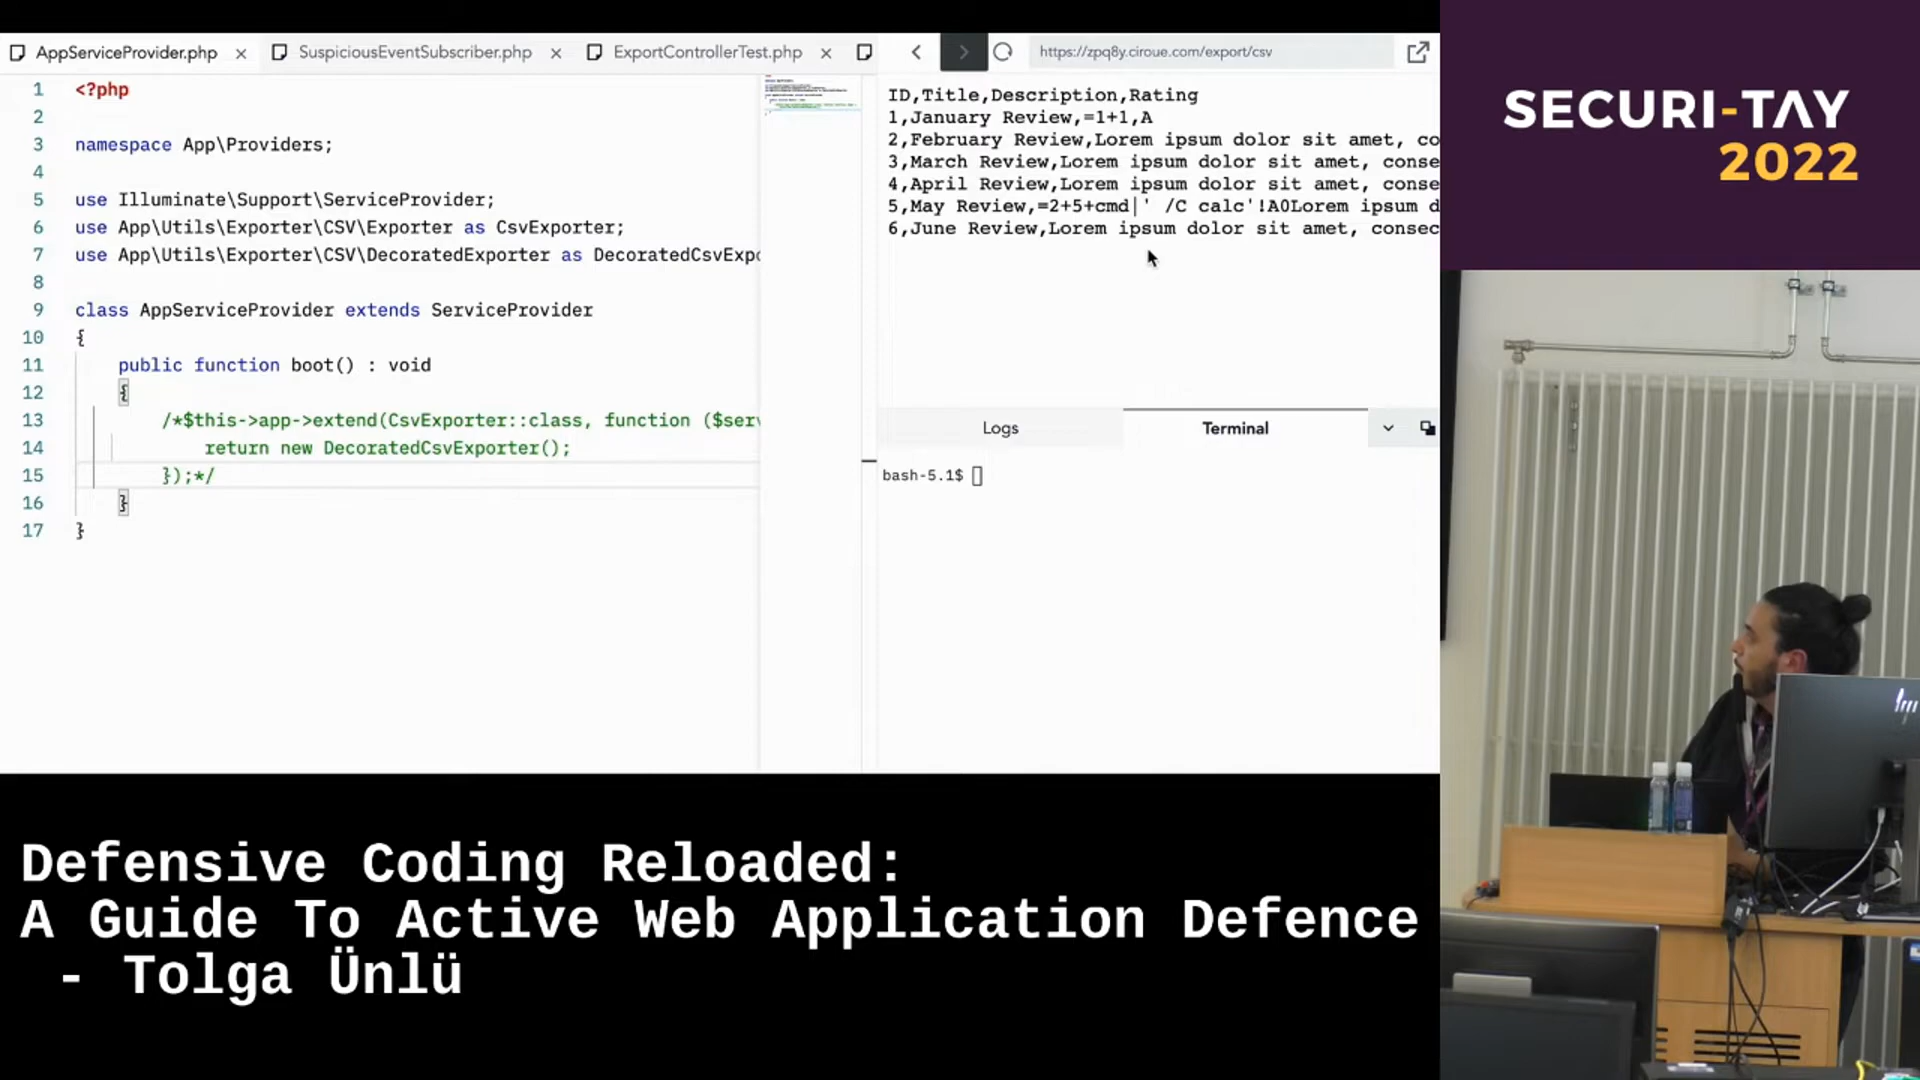 AppServiceProvider.php
SuspiciousEventSubscriber.php
ExportControllerTest.php
1 <?php
2
3 namespace App\Providers;
4
5 use Illuminate\Support\ServiceProvider;
6 use App\Utils\Exporter\CSV\Exporter as CsvExporter;
7 use App\Utils\Exporter\CSV\DecoratedExporter as DecoratedCsvExpo
8
9 class AppServiceProvider extends ServiceProvider
10 {
11 public function boot() : void
12 {
13 /*$this->app->extend(CsvExporter::class, function ($serv
14 return new DecoratedCsvExporter();
15 });*/
16 }
17 }
https://zpq8y.ciroue.com/export/csv
ID,Title,Description,Rating
1,January Review,=1+1,A
2,February Review,Lorem ipsum dolor sit amet, co
3,March Review,Lorem ipsum dolor sit amet, conse
4,April Review,Lorem ipsum dolor sit amet, conse
5,May Review,=2+5+cmd|' /C calc'!A0Lorem ipsum d
6,June Review,Lorem ipsum dolor sit amet, consec
Logs
Terminal
bash-5.1$
SECURI-TAY
2022
hp
Defensive Coding Reloaded:
A Guide To Active Web Application Defence
- Tolga Ünlü